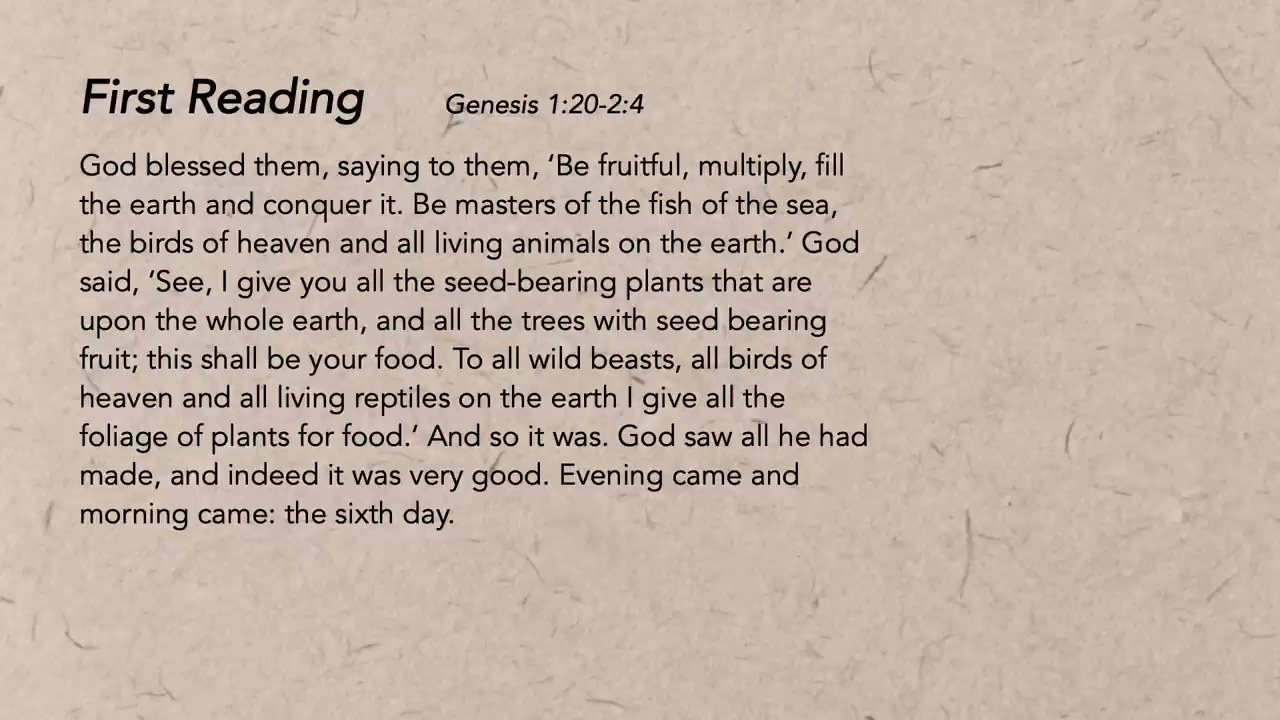 First Reading Genesis 1:20-2:4
God blessed them, saying to them, ‘Be fruitful, multiply, fill
the earth and conquer it. Be masters of the fish of the sea,
the birds of heaven and all living animals on the earth.’ God
said, ‘See, I give you all the seed-bearing plants that are
upon the whole earth, and all the trees with seed bearing
fruit; this shall be your food. To all wild beasts, all birds of
heaven and all living reptiles on the earth I give all the
foliage of plants for food.’ And so it was. God saw all he had
made, and indeed it was very good. Evening came and
morning came: the sixth day.